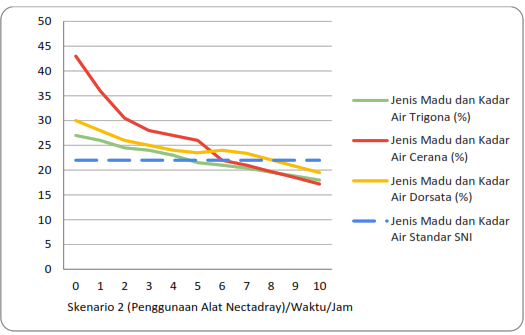 50
45
40
35
30
25
20
15
10
5
0
0 1 2 3 4 5 6 7 8 9 10
Skenario 2 (Penggunaan Alat Nectadray)/Waktu/Jam
Jenis Madu dan Kadar
Air Trigona (%)
Jenis Madu dan Kadar
Air Cerana (%)
Jenis Madu dan Kadar
Air Dorsata (%)
Jenis Madu dan Kadar
Air Standar SNI